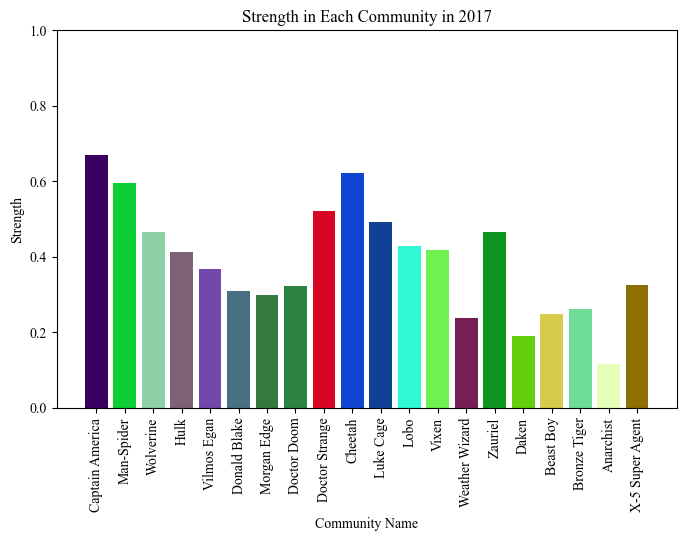 Strength in Each Community in 2017
Strength
1.0
0.8
0.6
0.4
0.2
0.0
Captain America
Man-Spider
Wolverine
Hulk
Vilmos Egan
Donald Blake
Morgan Edge
Doctor Doom
Doctor Strange
Cheetah
Luke Cage
Lobo
Vixen
Weather Wizard
Zauriel
Daken
Beast Boy
Bronze Tiger
Anarchist
X-5 Super Agent
Community Name